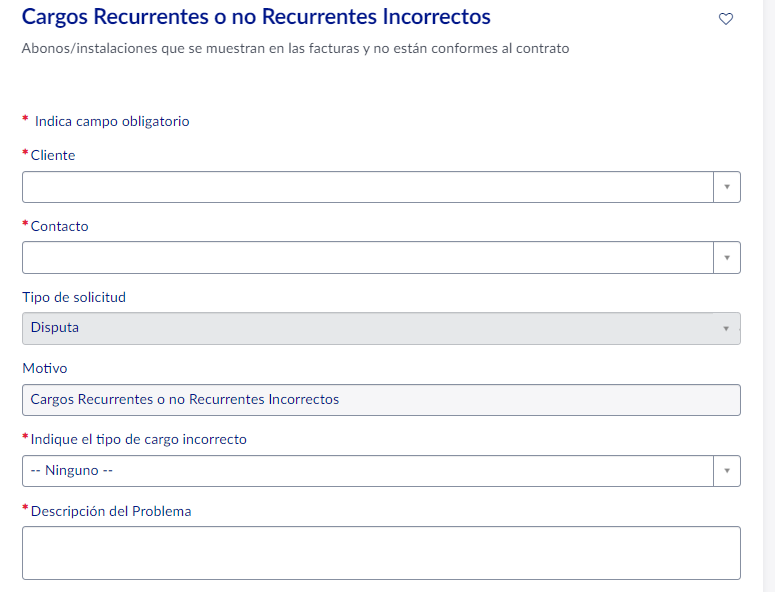 Cargos Recurrentes o no Recurrentes Incorrectos
Abonos/instalaciones que se muestran en las facturas y no están conformes al contrato
* Indica campo obligatorio
*Cliente
*Contacto
Tipo de solicitud
Disputa
Motivo
Cargos Recurrentes o no Recurrentes Incorrectos
*Indique el tipo de cargo incorrecto
-- Ninguno --
*Descripción del Problema